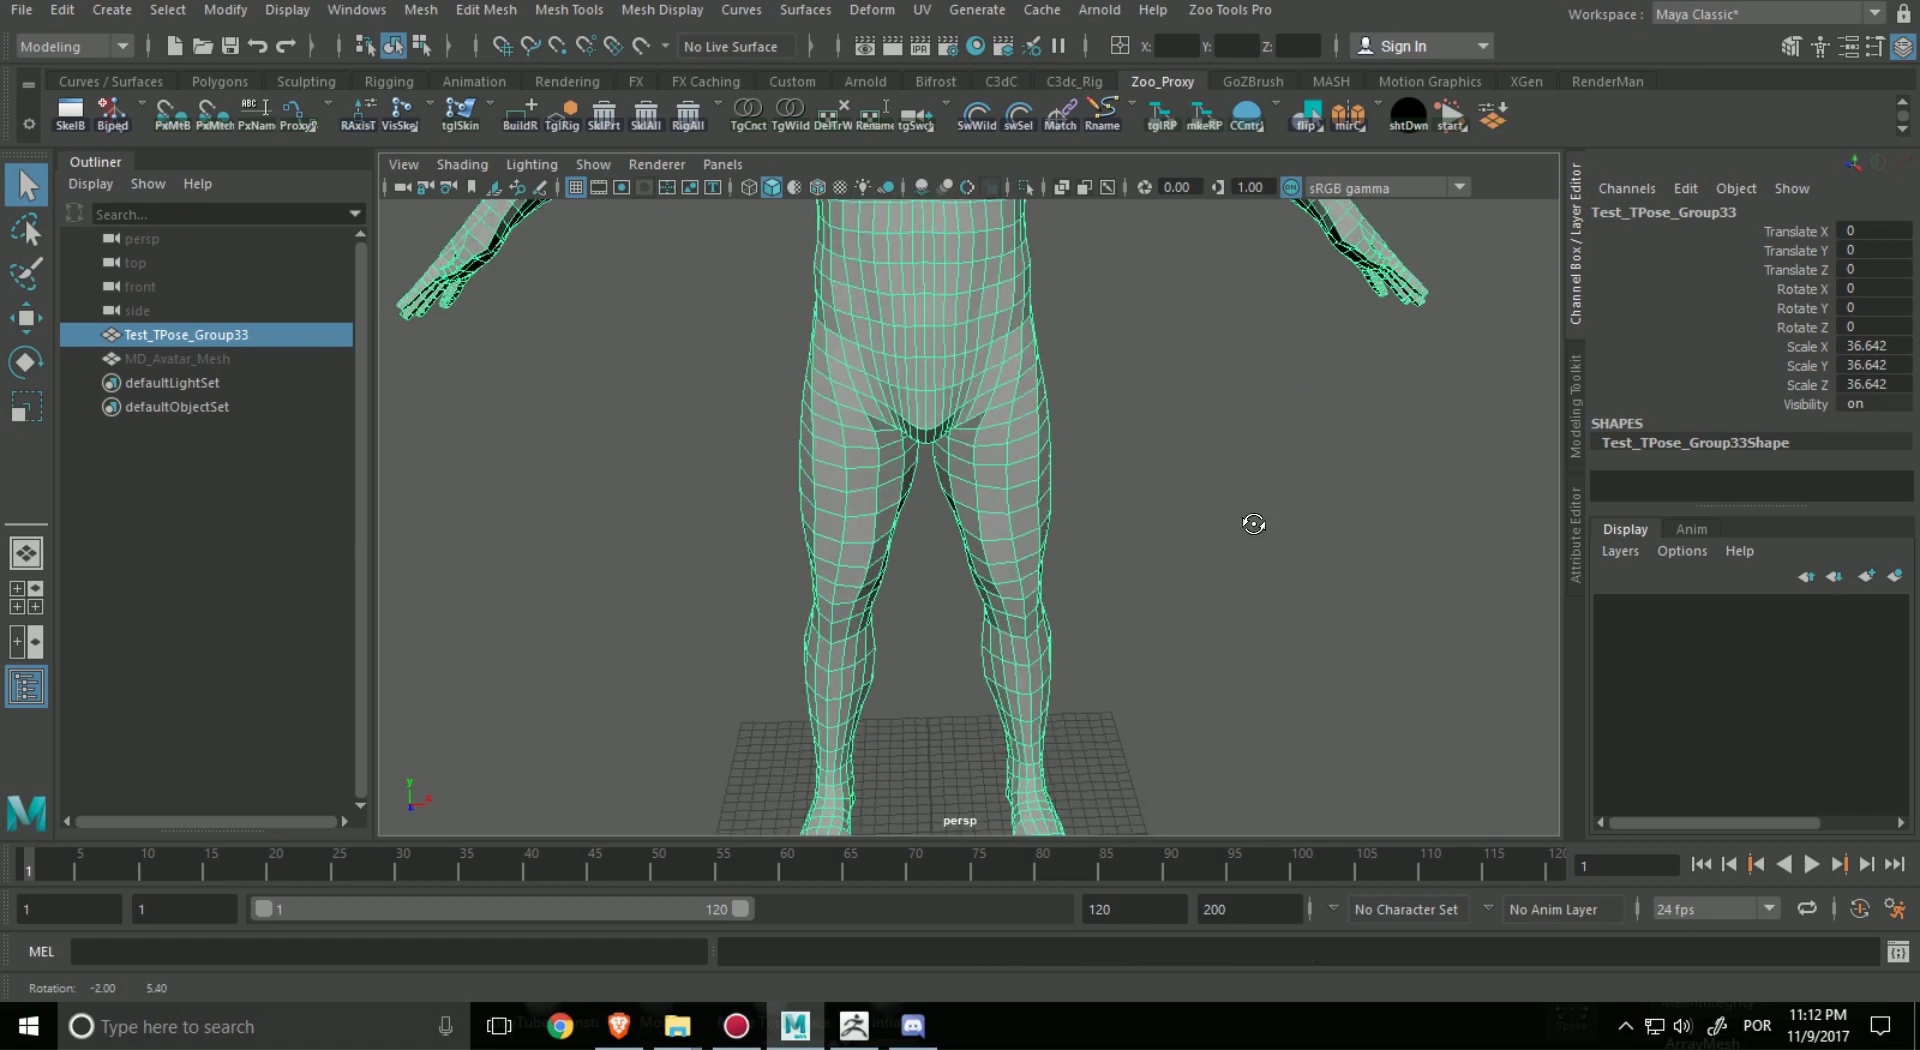 File Edit Create Select Modify Display Windows Mesh Edit Mesh Mesh Tools Mesh Display Curves Surfaces Deform UV Generate Cache Arnold Help Zoo Tools Pro
Workspace : Maya Classic*
Modeling No Live Surface X: Y: Z: Sign In
Curves / Surfaces Polygons Sculpting Rigging Animation Rendering FX FX Caching Custom Arnold Bifrost C3dC C3dc_Rig Zoo_Proxy GoZBrush MASH Motion Graphics XGen RenderMan
ABC
SkelB Biped PxMtB PxMtch PxNam Proxy RAxisT VisSkej tglSkin BuildR TglRig SklPrt SklAll RigAll TgCnct TgWild DelTrW Rename tgSwcl SwWild swSel Match Rname tglRP mkeRP CCntr flip mirC shtDwn start
Outliner
Display Show Help
Search...
persp
top
front
side
Test_TPose_Group33
MD_Avatar_Mesh
defaultLightSet
defaultObjectSet
View Shading Lighting Show Renderer Panels
0.00 1.00 ON sRGB gamma
y
x
persp
Channel Box / Layer Editor
Modeling Toolkit
Attribute Editor
Channels Edit Object Show
Test_TPose_Group33
Translate X 0
Translate Y 0
Translate Z 0
Rotate X 0
Rotate Y 0
Rotate Z 0
Scale X 36.642
Scale Y 36.642
Scale Z 36.642
Visibility on
SHAPES
Test_TPose_Group33Shape
Display Anim
Layers Options Help
1 5 10 15 20 25 30 35 40 45 50 55 60 65 70 75 80 85 90 95 100 105 110 115 120
1
1 1 1 120 120 200 No Character Set No Anim Layer 24 fps
MEL
Rotation: -2.00 5.40
Type here to search
POR
11:12 PM
11/9/2017